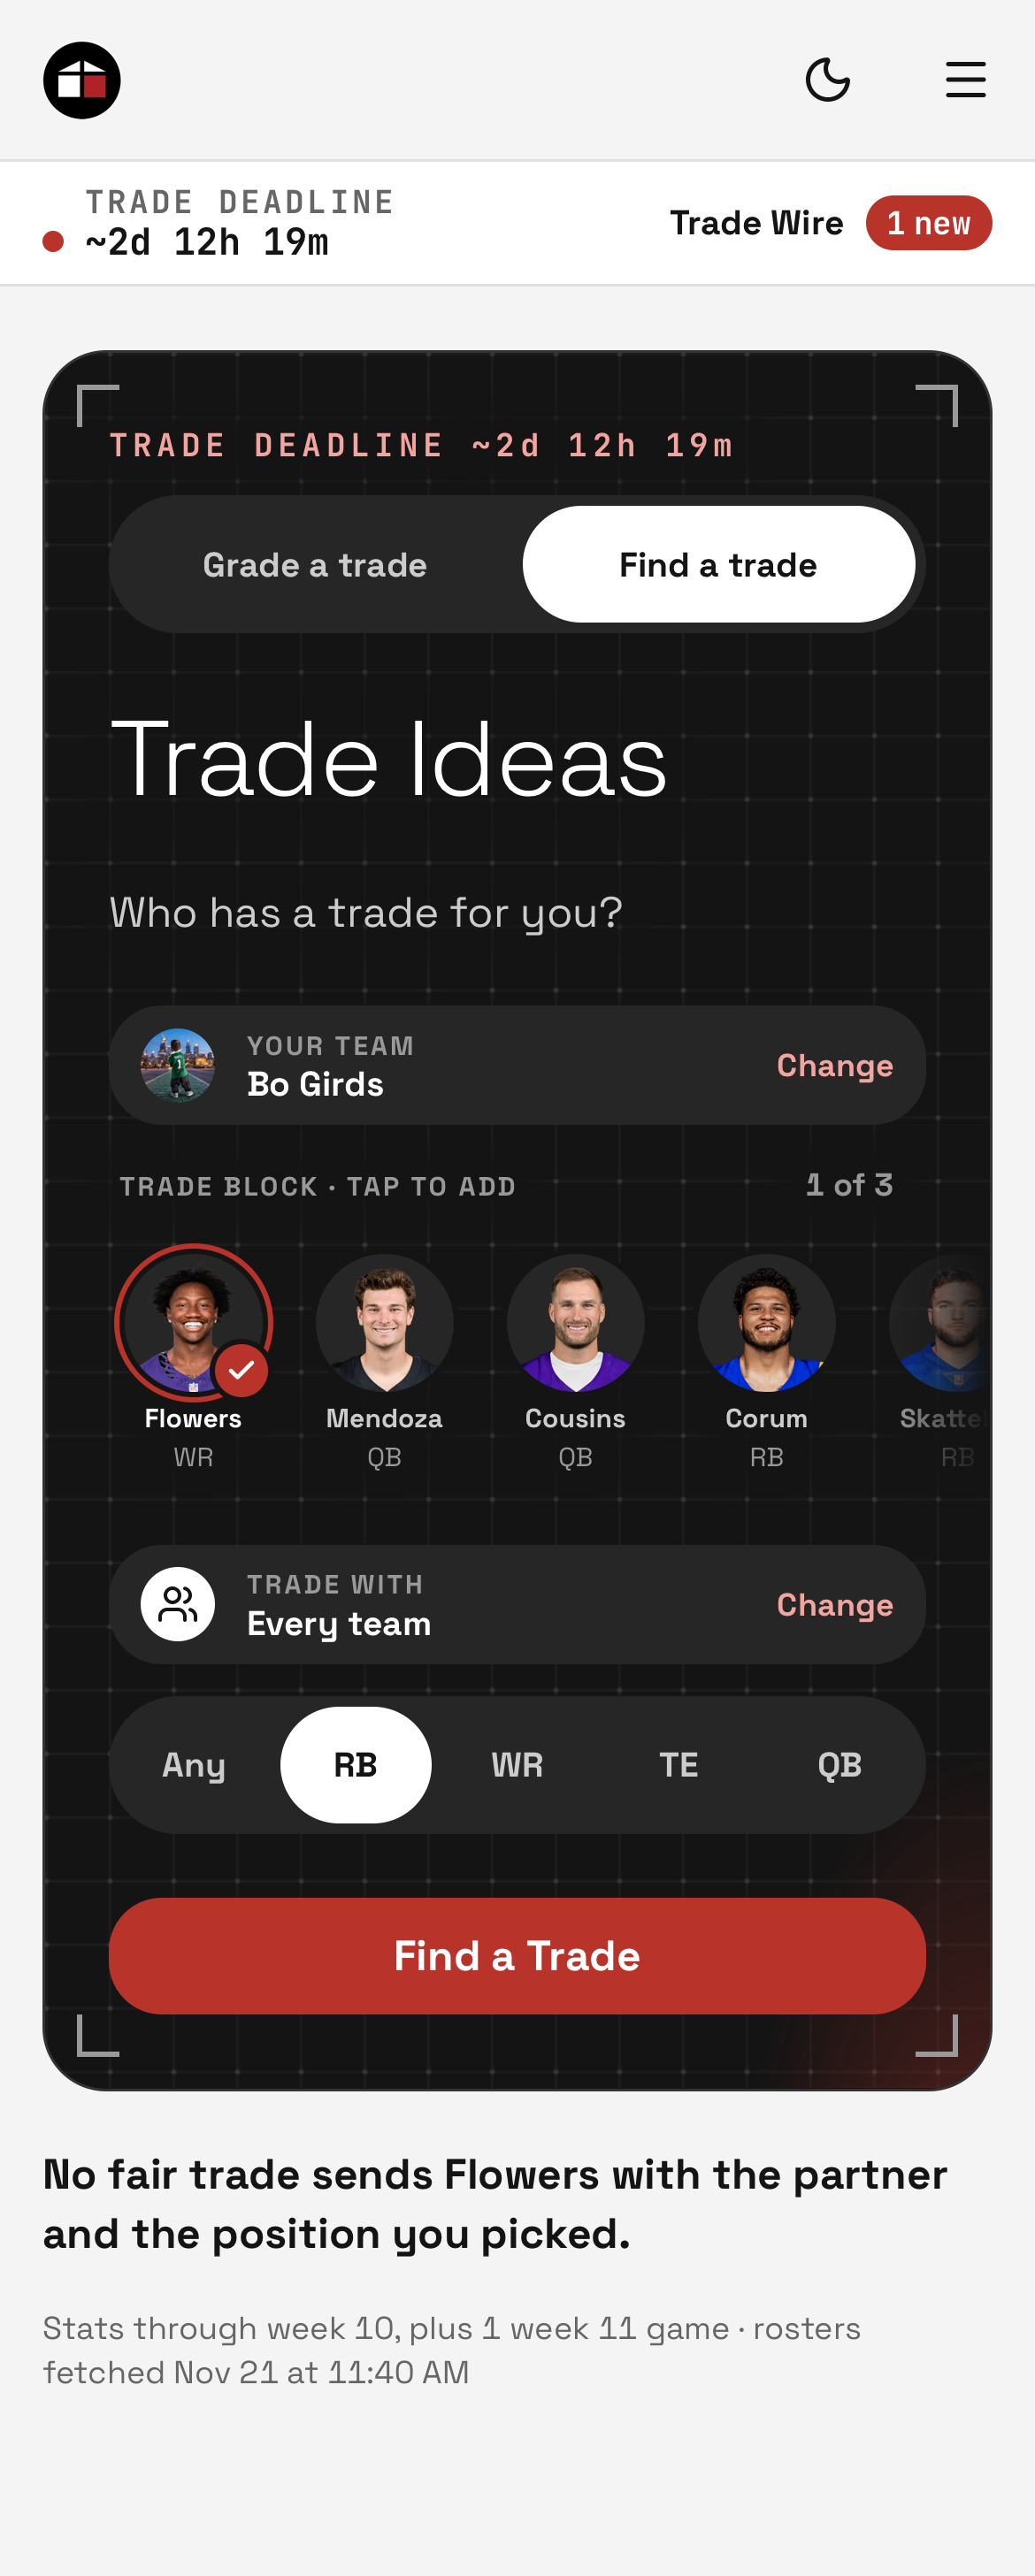 TRADE DEADLINE
~2d 12h 19m
Trade Wire
1 new
TRADE DEADLINE ~2d 12h 19m
Grade a trade
Find a trade
Trade Ideas
Who has a trade for you?
YOUR TEAM
Bo Girds
Change
TRADE BLOCK · TAP TO ADD
1 of 3
Flowers
WR
Mendoza
QB
Cousins
QB
Corum
RB
RB
TRADE WITH
Every team
Change
Any
RB
WR
TE
QB
Find a Trade
No fair trade sends Flowers with the partner
and the position you picked.
Stats through week 10, plus 1 week 11 game · rosters
fetched Nov 21 at 11:40 AM